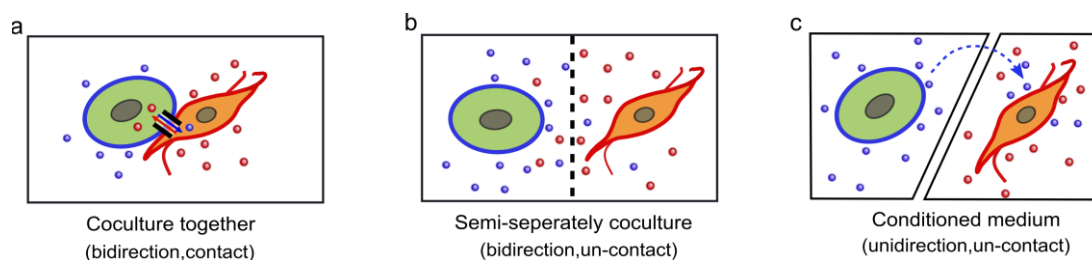 a
b
c
Coculture together
(bidirection,contact)
Semi-seperately coculture
(bidirection,un-contact)
Conditioned medium
(unidirection,un-contact)